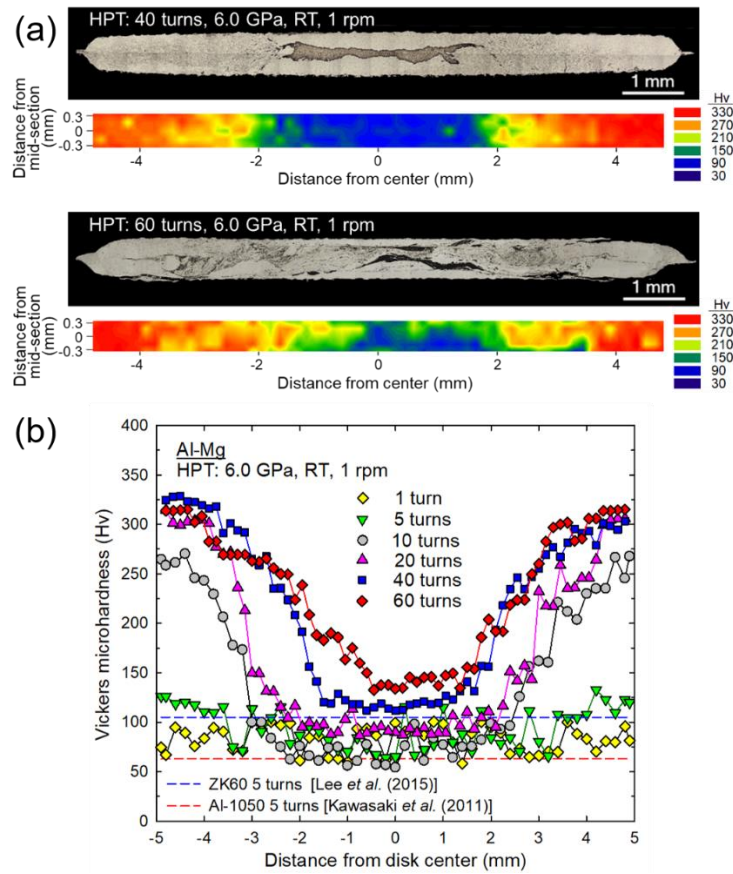 (a)
HPT: 40 turns, 6.0 GPa, RT, 1 rpm
1 mm
Distance from
mid-section
(mm)
0.3
0
-0.3
-4 -2 0 2 4
Distance from center (mm)
Hv
330
270
210
150
90
30
HPT: 60 turns, 6.0 GPa, RT, 1 rpm
1 mm
Distance from
mid-section
(mm)
0.3
0
-0.3
-4 -2 0 2 4
Distance from center (mm)
Hv
330
270
210
150
90
30
(b)
Vickers microhardness (Hv)
400
350
300
250
200
150
100
50
0
Al-Mg
HPT: 6.0 GPa, RT, 1 rpm
1 turn
5 turns
10 turns
20 turns
40 turns
60 turns
ZK60 5 turns [Lee et al. (2015)]
Al-1050 5 turns [Kawasaki et al. (2011)]
-5 -4 -3 -2 -1 0 1 2 3 4 5
Distance from disk center (mm)